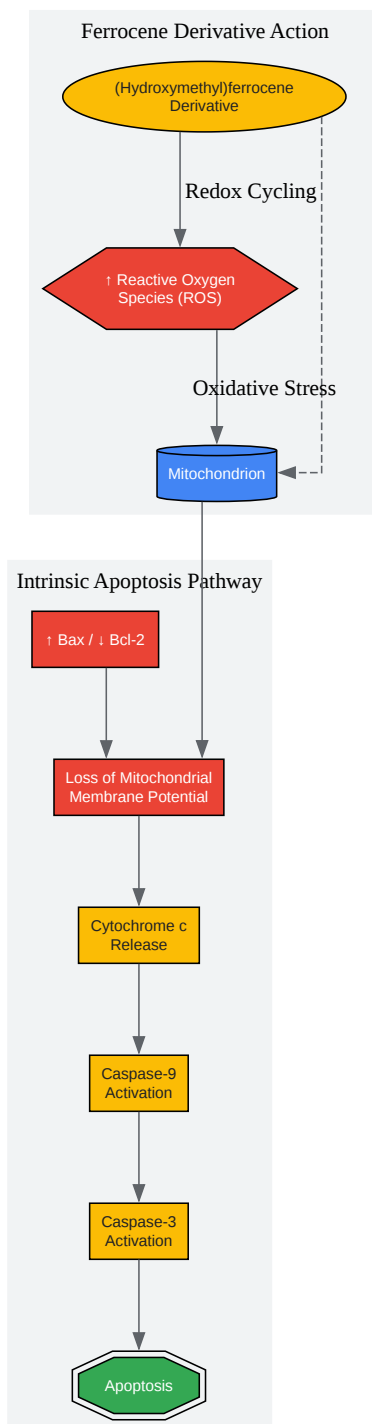 Ferrocene Derivative Action
(Hydroxymethyl)ferrocene
Derivative
Redox Cycling
↑ Reactive Oxygen
Species (ROS)
Oxidative Stress
Mitochondrion
Intrinsic Apoptosis Pathway
↑ Bax / ↓ Bcl-2
Loss of Mitochondrial
Membrane Potential
Cytochrome c
Release
Caspase-9
Activation
Caspase-3
Activation
Apoptosis